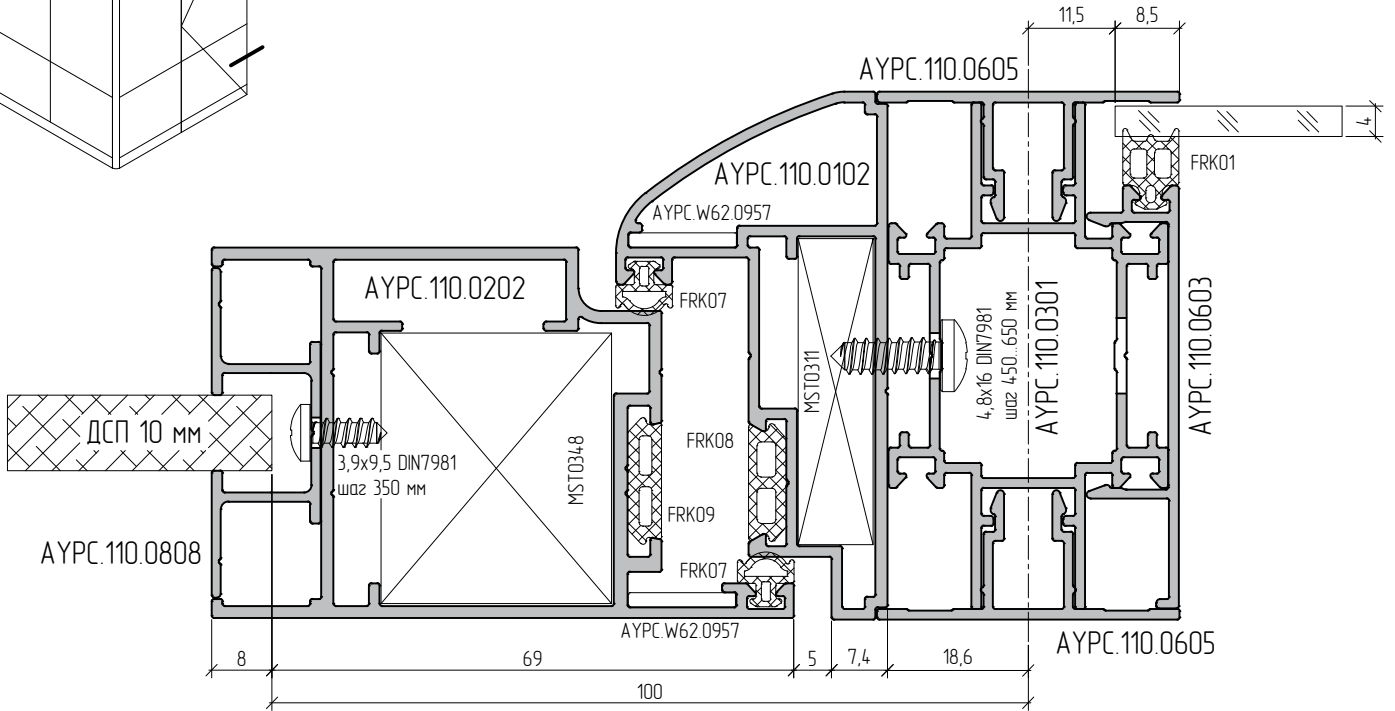 11,5
8,5
AYPC.110.0605
4
FRK01
AYPC.110.0102
AYPC.W62.0957
AYPC.110.0202
FRK07
MST0311
4,8x16 DIN7981
шаг 450...650 мм
AYPC.110.0301
AYPC.110.0603
ДСП 10 мм
3,9x9,5 DIN7981
шаг 350 мм
MST0348
FRK08
FRK09
AYPC.110.0808
FRK07
AYPC.W62.0957
AYPC.110.0605
8
69
5
7,4
18,6
100